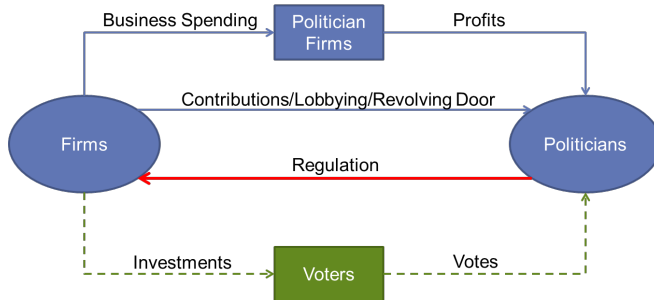 Business Spending
Politician
Firms
Profits
Contributions/Lobbying/Revolving Door
Firms
Politicians
Regulation
Investments
Voters
Votes